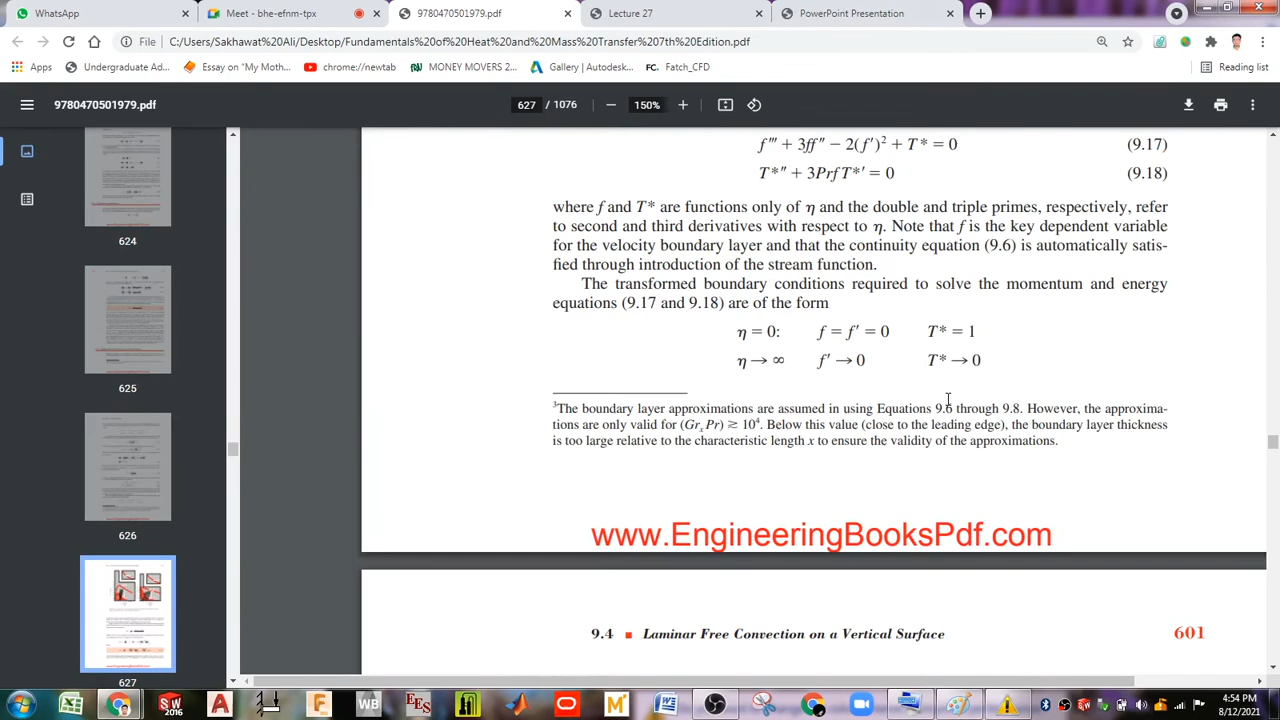 WhatsApp
Meet - bhe-efnm-tpx
9780470501979.pdf
Lecture 27
PowerPoint Presentation
File
C:/Users/Sakhawat%20Ali/Desktop/Fundamentals%20of%20Heat%20and%20Mass%20Transfer%207th%20Edition.pdf
Apps
Undergraduate Ad...
Essay on "My Moth...
chrome://newtab
MONEY MOVERS 2...
Gallery | Autodesk...
FC.
Fatch_CFD
Reading list
9780470501979.pdf
627 / 1076
150%
624
625
626
627
f''' + 3ff'' − 2(f')² + T* = 0 (9.17)
T*'' + 3PrfT*' = 0 (9.18)
where f and T* are functions only of η and the double and triple primes, respectively, refer
to second and third derivatives with respect to η. Note that f is the key dependent variable
for the velocity boundary layer and that the continuity equation (9.6) is automatically satis-
fied through introduction of the stream function.
The transformed boundary conditions required to solve the momentum and energy
equations (9.17 and 9.18) are of the form
η = 0: f = f' = 0 T* = 1
η → ∞ f' → 0 T* → 0
³The boundary layer approximations are assumed in using Equations 9.6 through 9.8. However, the approxima-
tions are only valid for (Grₓ Pr) ≳ 10⁴. Below this value (close to the leading edge), the boundary layer thickness
is too large relative to the characteristic length x to ensure the validity of the approximations.
www.EngineeringBooksPdf.com
9.4 ■ Laminar Free Convection on a Vertical Surface 601
SW
2016
A
F
WB
EES
M
4:54 PM
8/12/2021